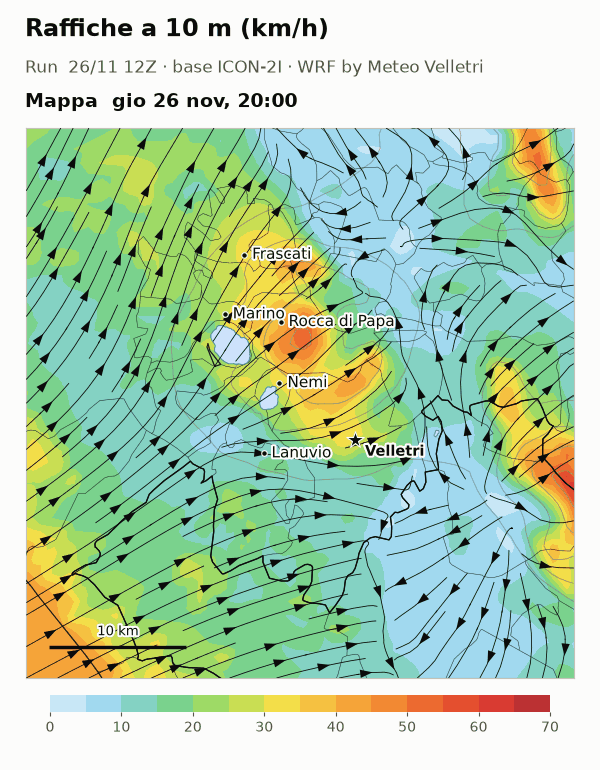 Raffiche a 10 m (km/h)
Run  26/11 12Z · base ICON-2I · WRF by Meteo Velletri
Mappa  gio 26 nov, 20:00
Frascati
Marino
Rocca di Papa
Nemi
Velletri
Lanuvio
10 km
0 10 20 30 40 50 60 70